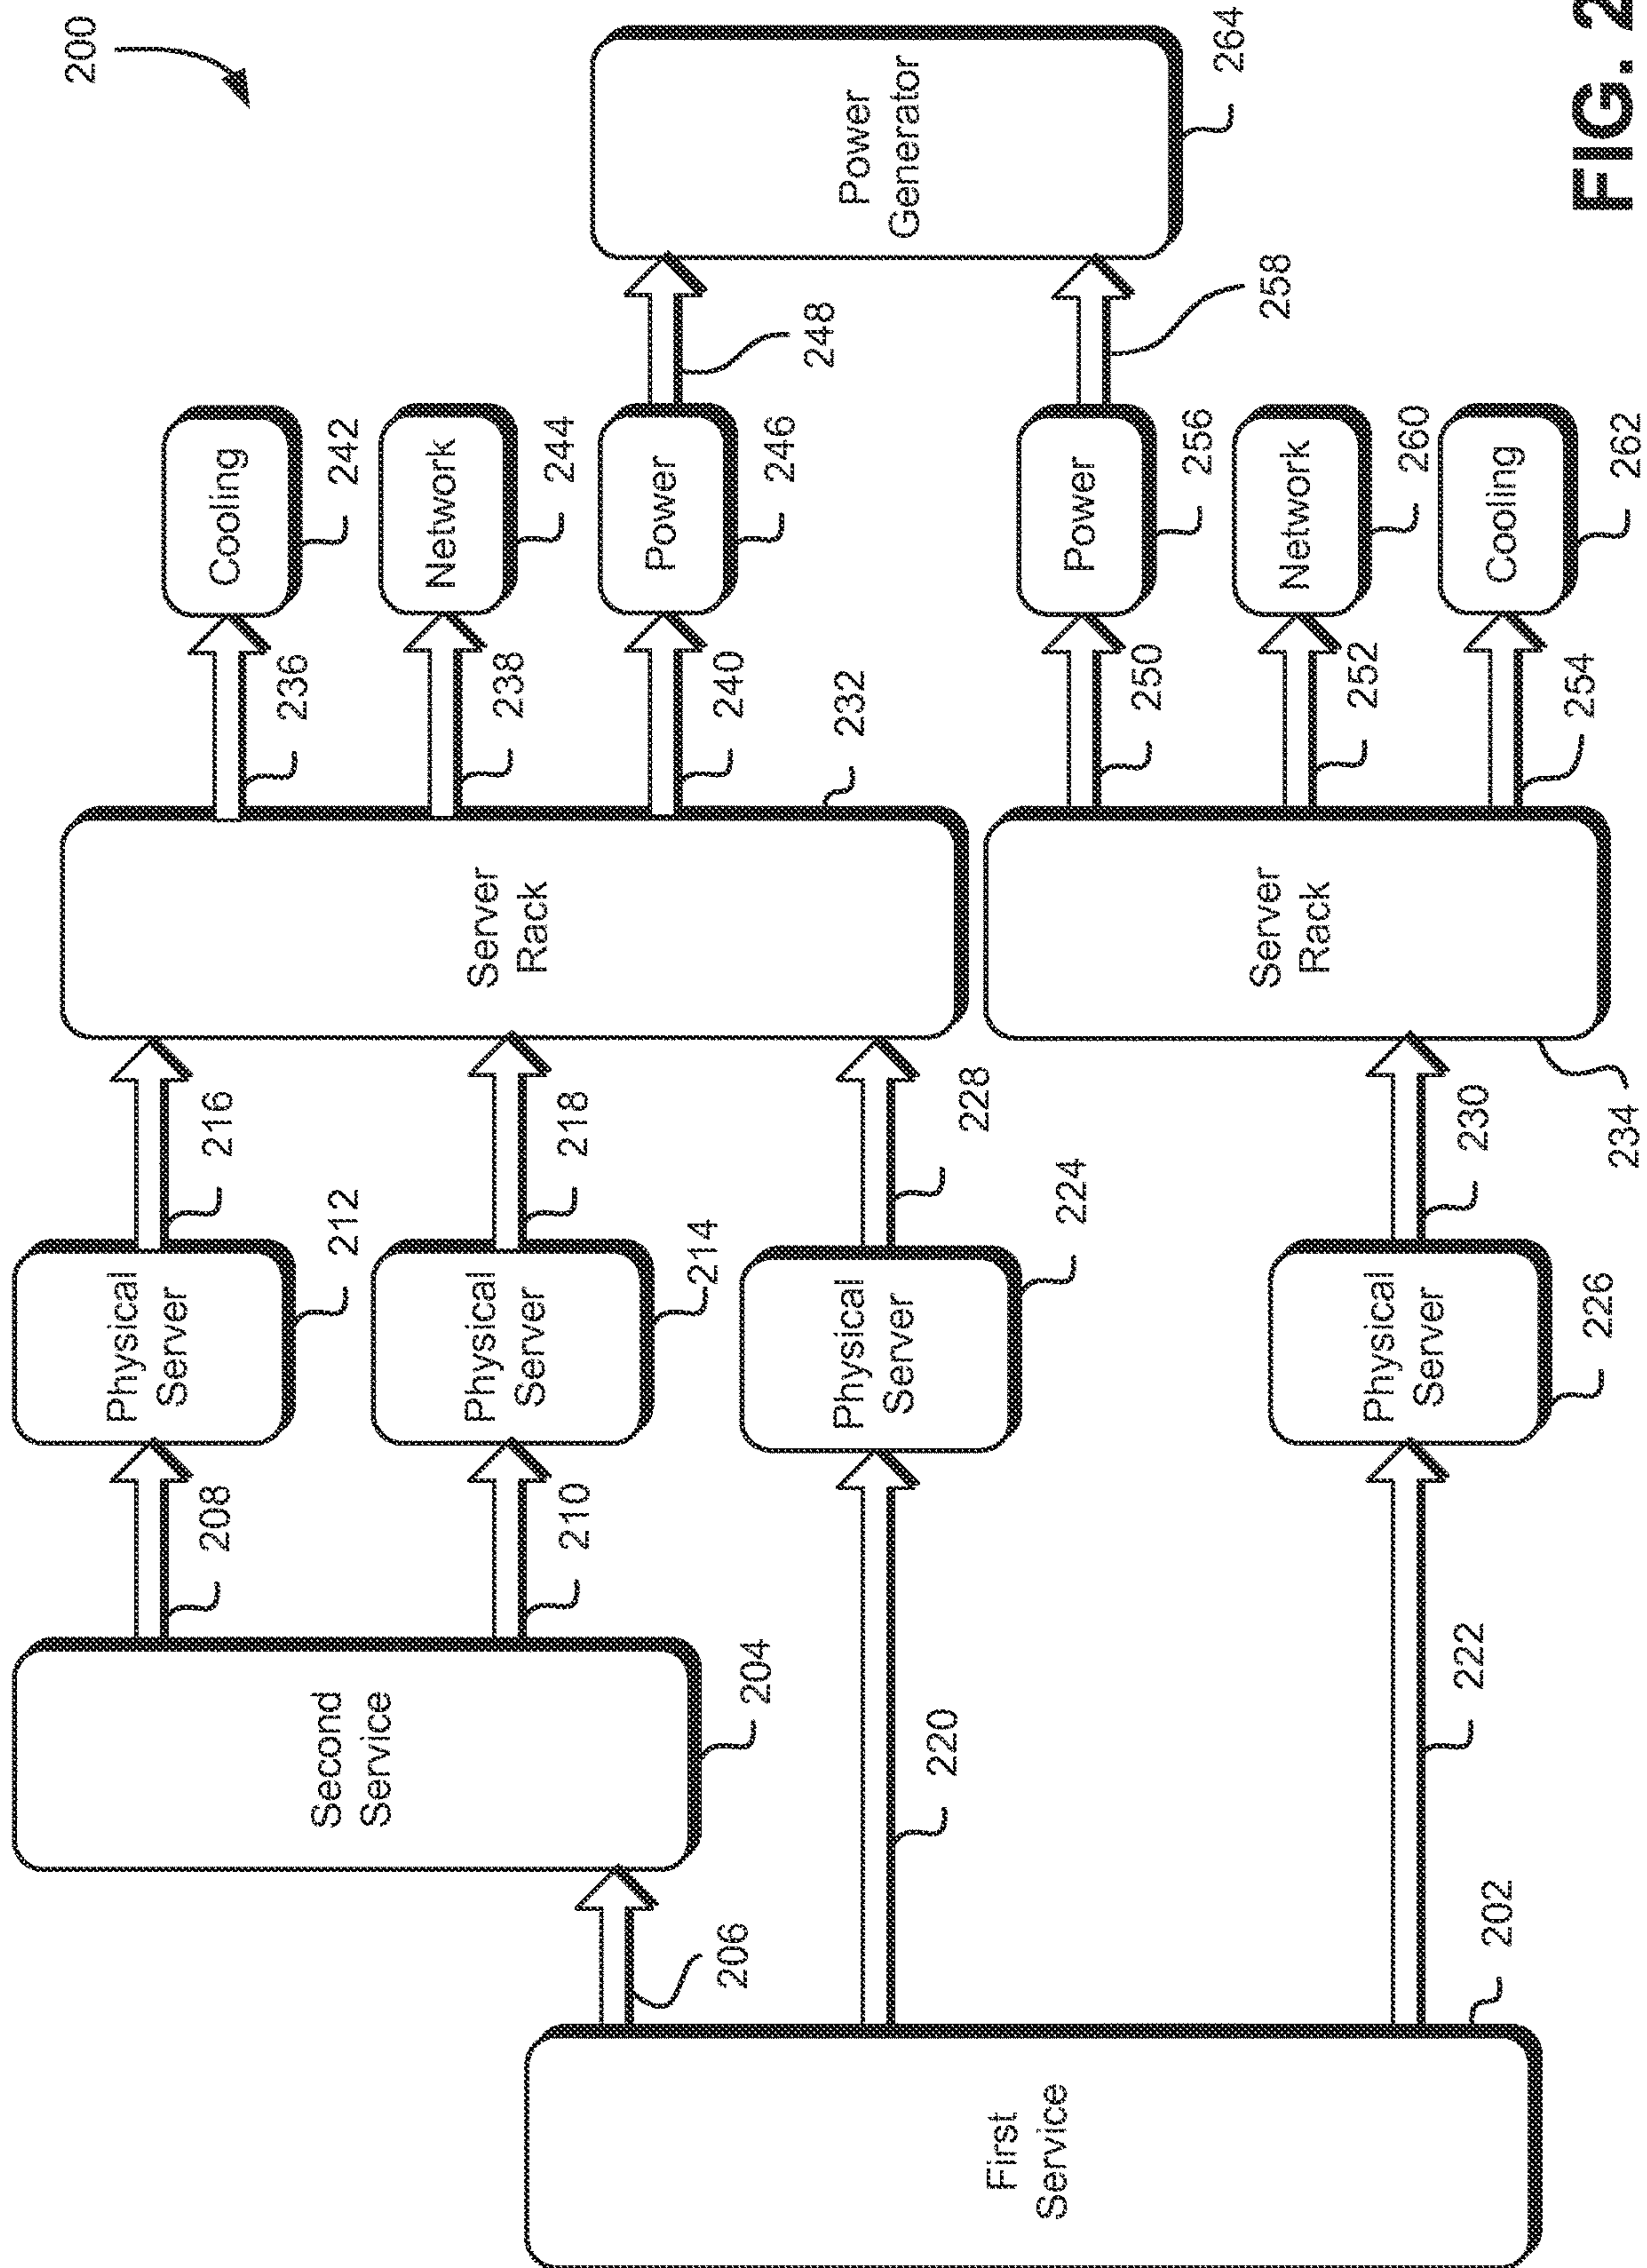 200
First
Service
202
206
220
222
Second
Service
204
208
210
Physical
Server
212
Physical
Server
214
Physical
Server
224
Physical
Server
226
216
218
228
230
Server
Rack
232
Server
Rack
234
236
238
240
250
252
254
Cooling
242
Network
244
Power
246
Power
256
Network
260
Cooling
262
248
258
Power
Generator
264
FIG. 2